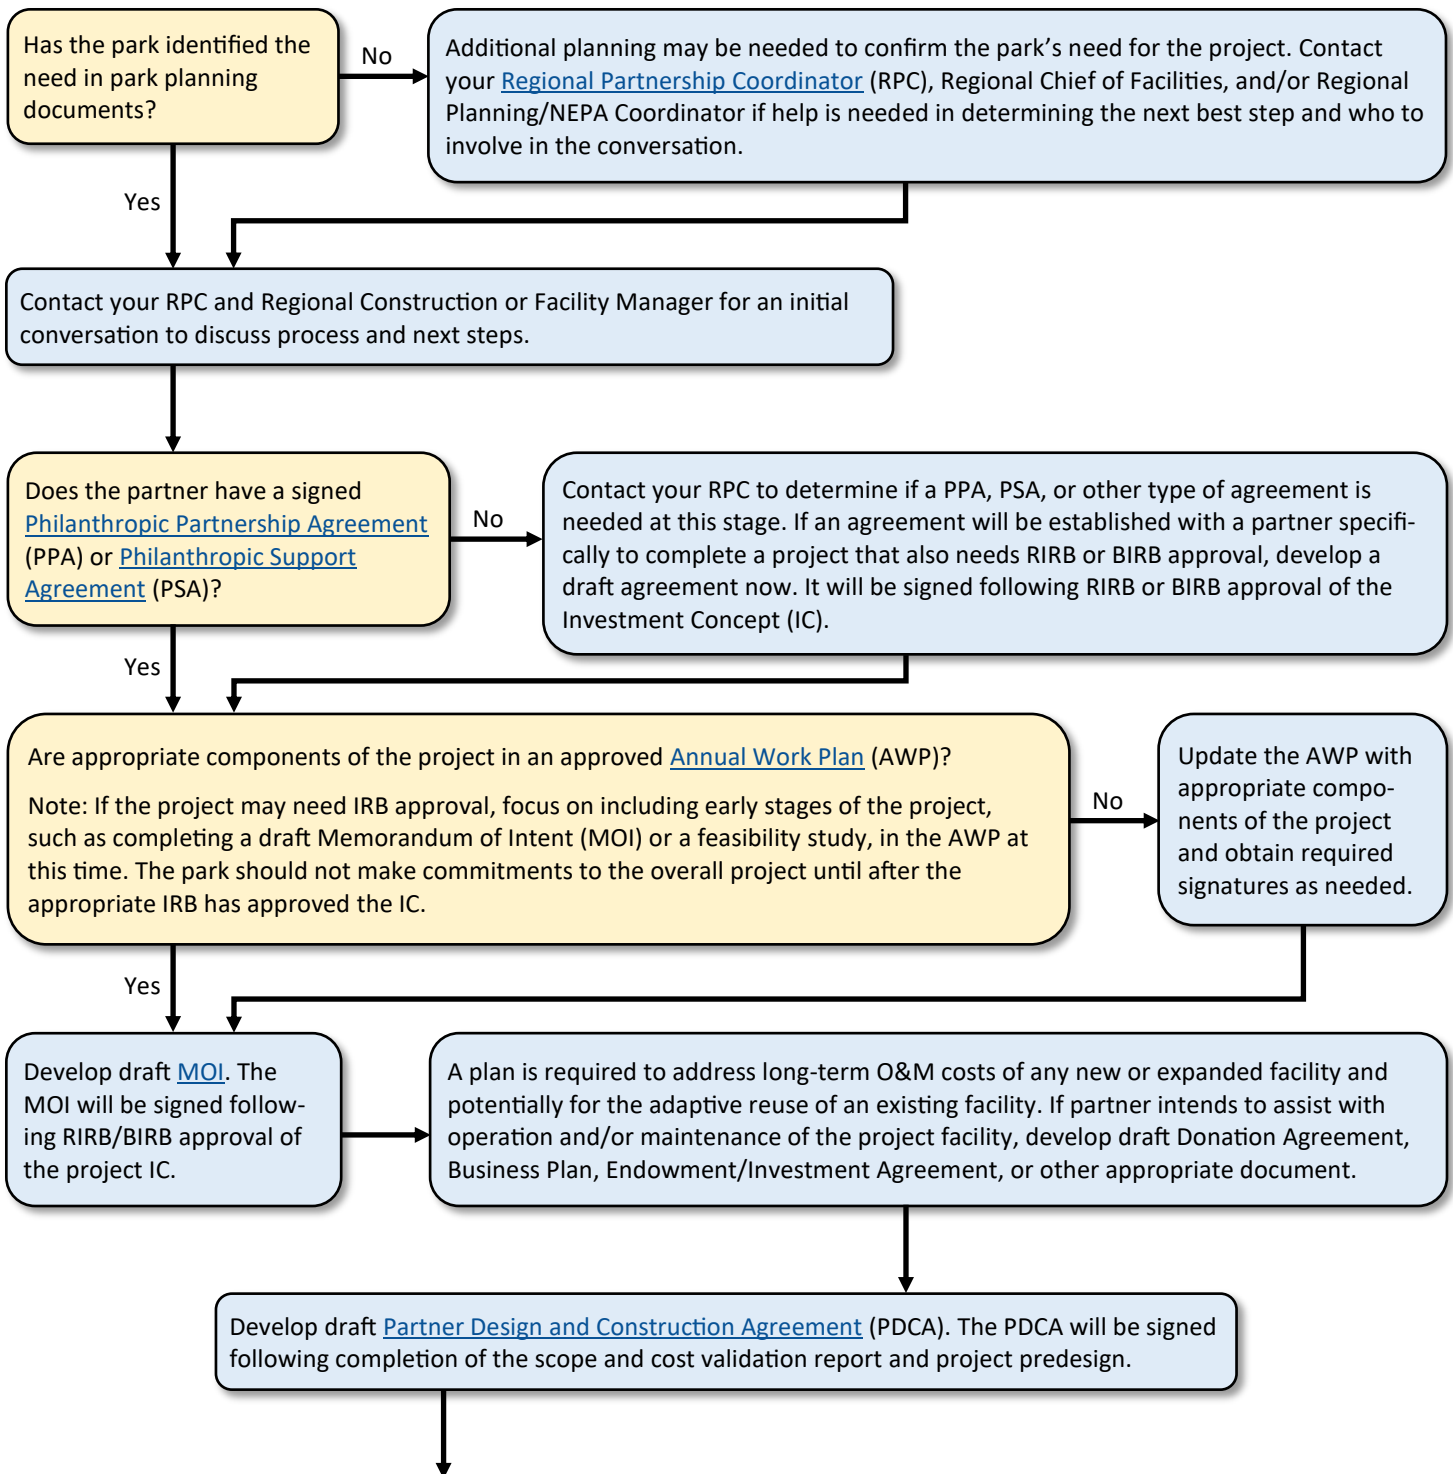 Has the park identified the
need in park planning
documents?
No
Additional planning may be needed to confirm the park's need for the project. Contact
your Regional Partnership Coordinator (RPC), Regional Chief of Facilities, and/or Regional
Planning/NEPA Coordinator if help is needed in determining the next best step and who to
involve in the conversation.
Yes
Contact your RPC and Regional Construction or Facility Manager for an initial
conversation to discuss process and next steps.
Does the partner have a signed
Philanthropic Partnership Agreement
(PPA) or Philanthropic Support
Agreement (PSA)?
No
Contact your RPC to determine if a PPA, PSA, or other type of agreement is
needed at this stage. If an agreement will be established with a partner specifi-
cally to complete a project that also needs RIRB or BIRB approval, develop a
draft agreement now. It will be signed following RIRB or BIRB approval of the
Investment Concept (IC).
Yes
Are appropriate components of the project in an approved Annual Work Plan (AWP)?
Note: If the project may need IRB approval, focus on including early stages of the project,
such as completing a draft Memorandum of Intent (MOI) or a feasibility study, in the AWP at
this time. The park should not make commitments to the overall project until after the
appropriate IRB has approved the IC.
No
Update the AWP with
appropriate compo-
nents of the project
and obtain required
signatures as needed.
Yes
Develop draft MOI. The
MOI will be signed follow-
ing RIRB/BIRB approval of
the project IC.
A plan is required to address long-term O&M costs of any new or expanded facility and
potentially for the adaptive reuse of an existing facility. If partner intends to assist with
operation and/or maintenance of the project facility, develop draft Donation Agreement,
Business Plan, Endowment/Investment Agreement, or other appropriate document.
Develop draft Partner Design and Construction Agreement (PDCA). The PDCA will be signed
following completion of the scope and cost validation report and project predesign.